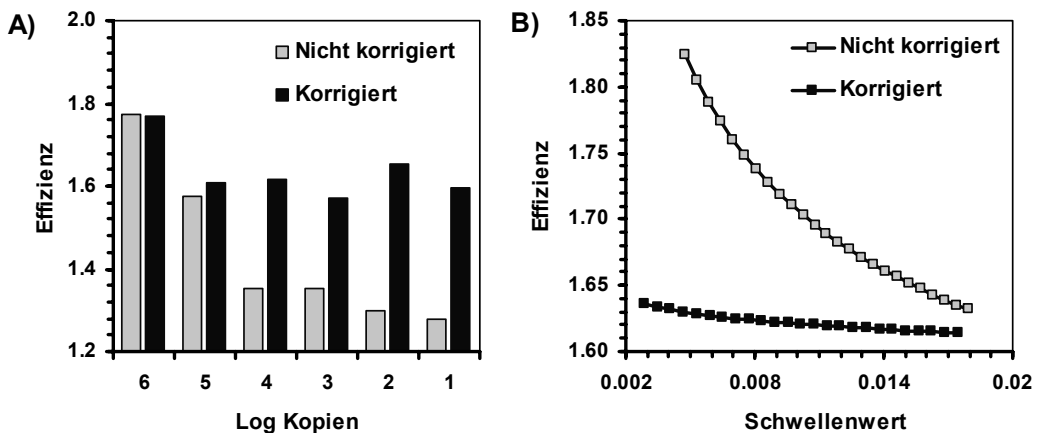 A)
2.0
1.8
1.6
1.4
1.2
Effizienz
Nicht korrigiert
Korrigiert
6 5 4 3 2 1
Log Kopien
B)
1.85
1.80
1.75
1.70
1.65
1.60
Effizienz
Nicht korrigiert
Korrigiert
0.002 0.008 0.014 0.02
Schwellenwert